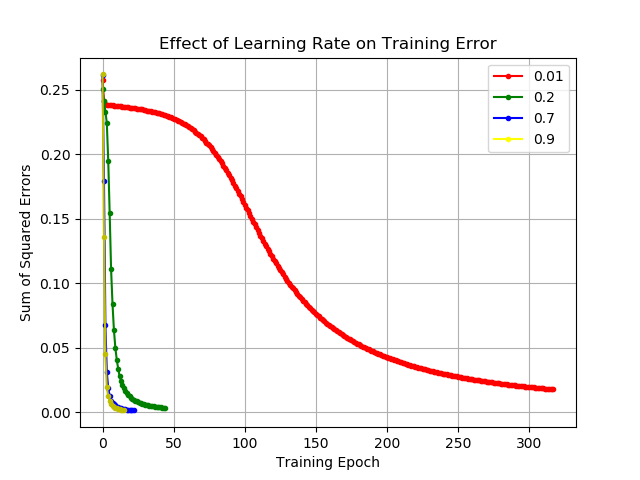 Effect of Learning Rate on Training Error
Sum of Squared Errors
0.25
0.20
0.15
0.10
0.05
0.00
0.01
0.2
0.7
0.9
0 50 100 150 200 250 300
Training Epoch